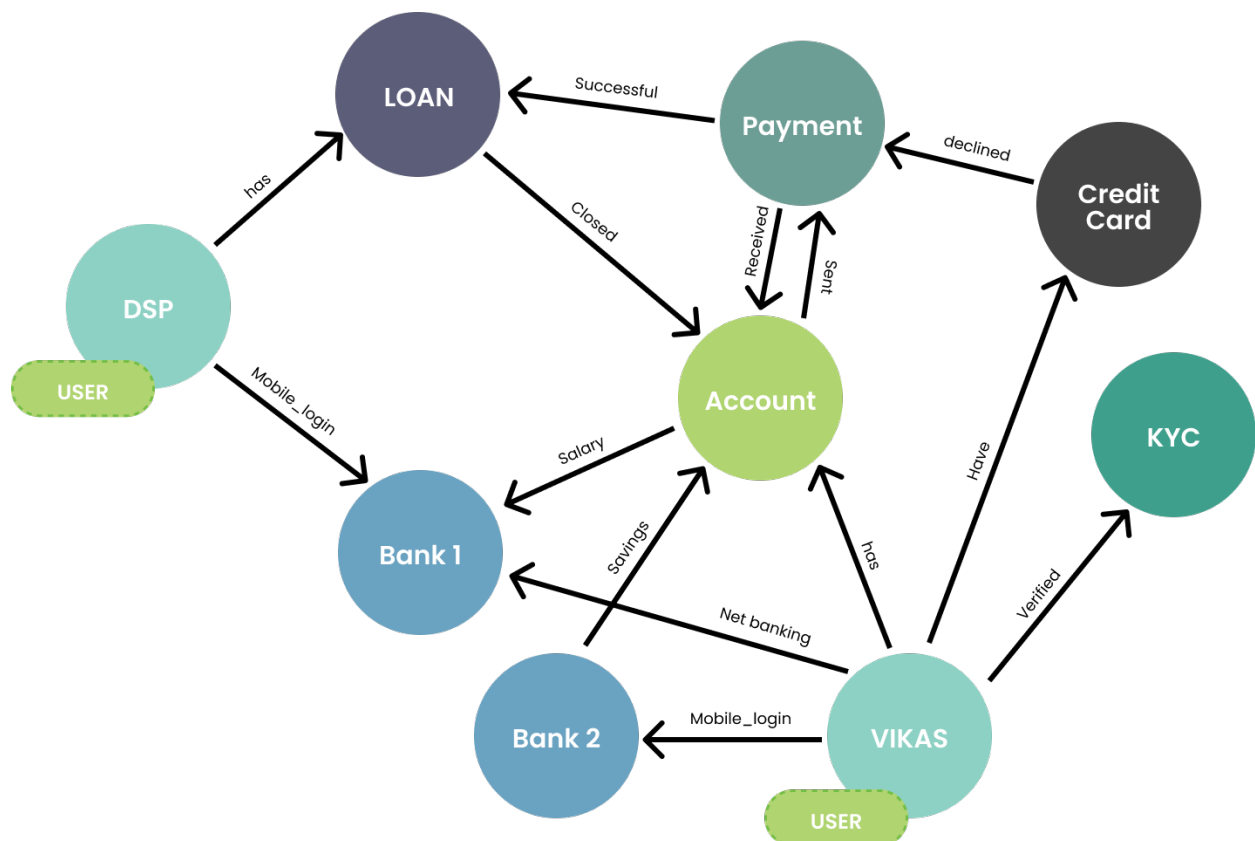 LOAN
Successful
Payment
declined
Credit
Card
has
Closed
Received
Sent
DSP
USER
Mobile_login
Account
KYC
Salary
Have
Bank 1
Savings
has
Verified
Net banking
Bank 2
Mobile_login
VIKAS
USER